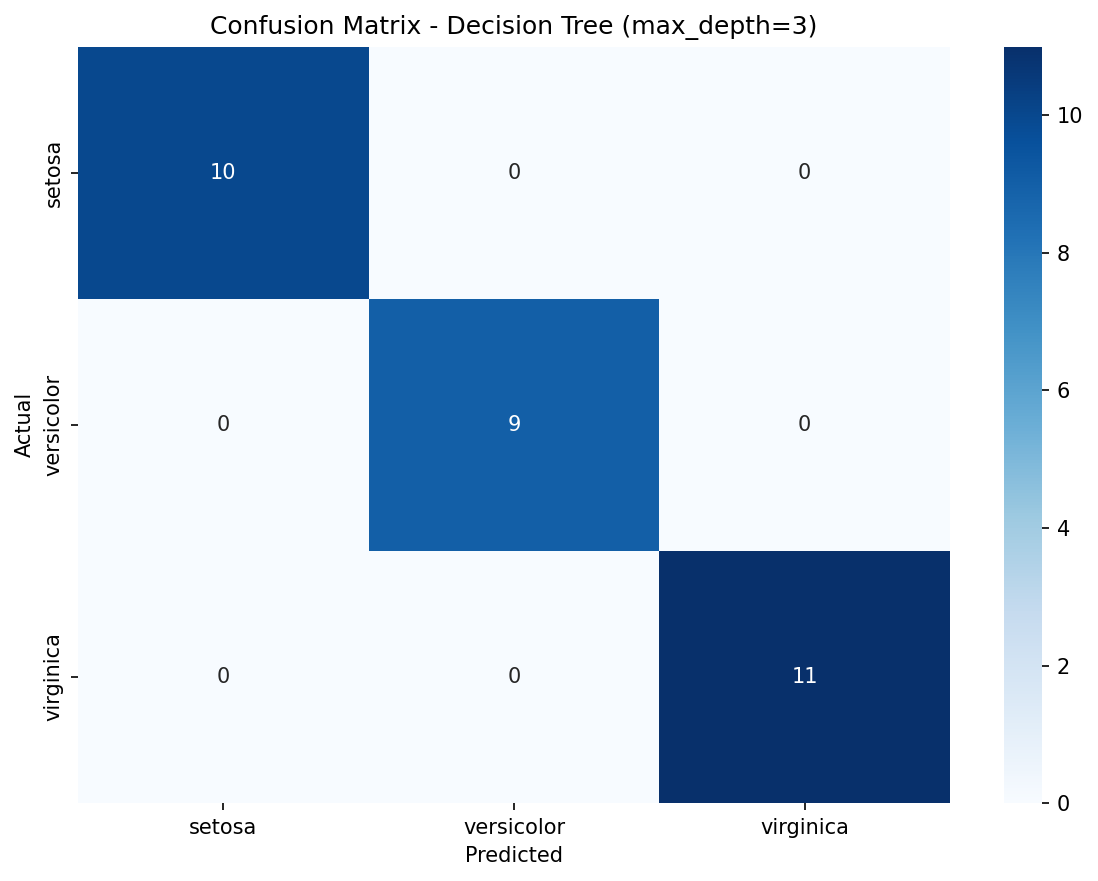 Confusion Matrix - Decision Tree (max_depth=3)
Actual
setosa
10 0 0
versicolor
0 9 0
virginica
0 0 11
setosa versicolor virginica
Predicted
10
8
6
4
2
0